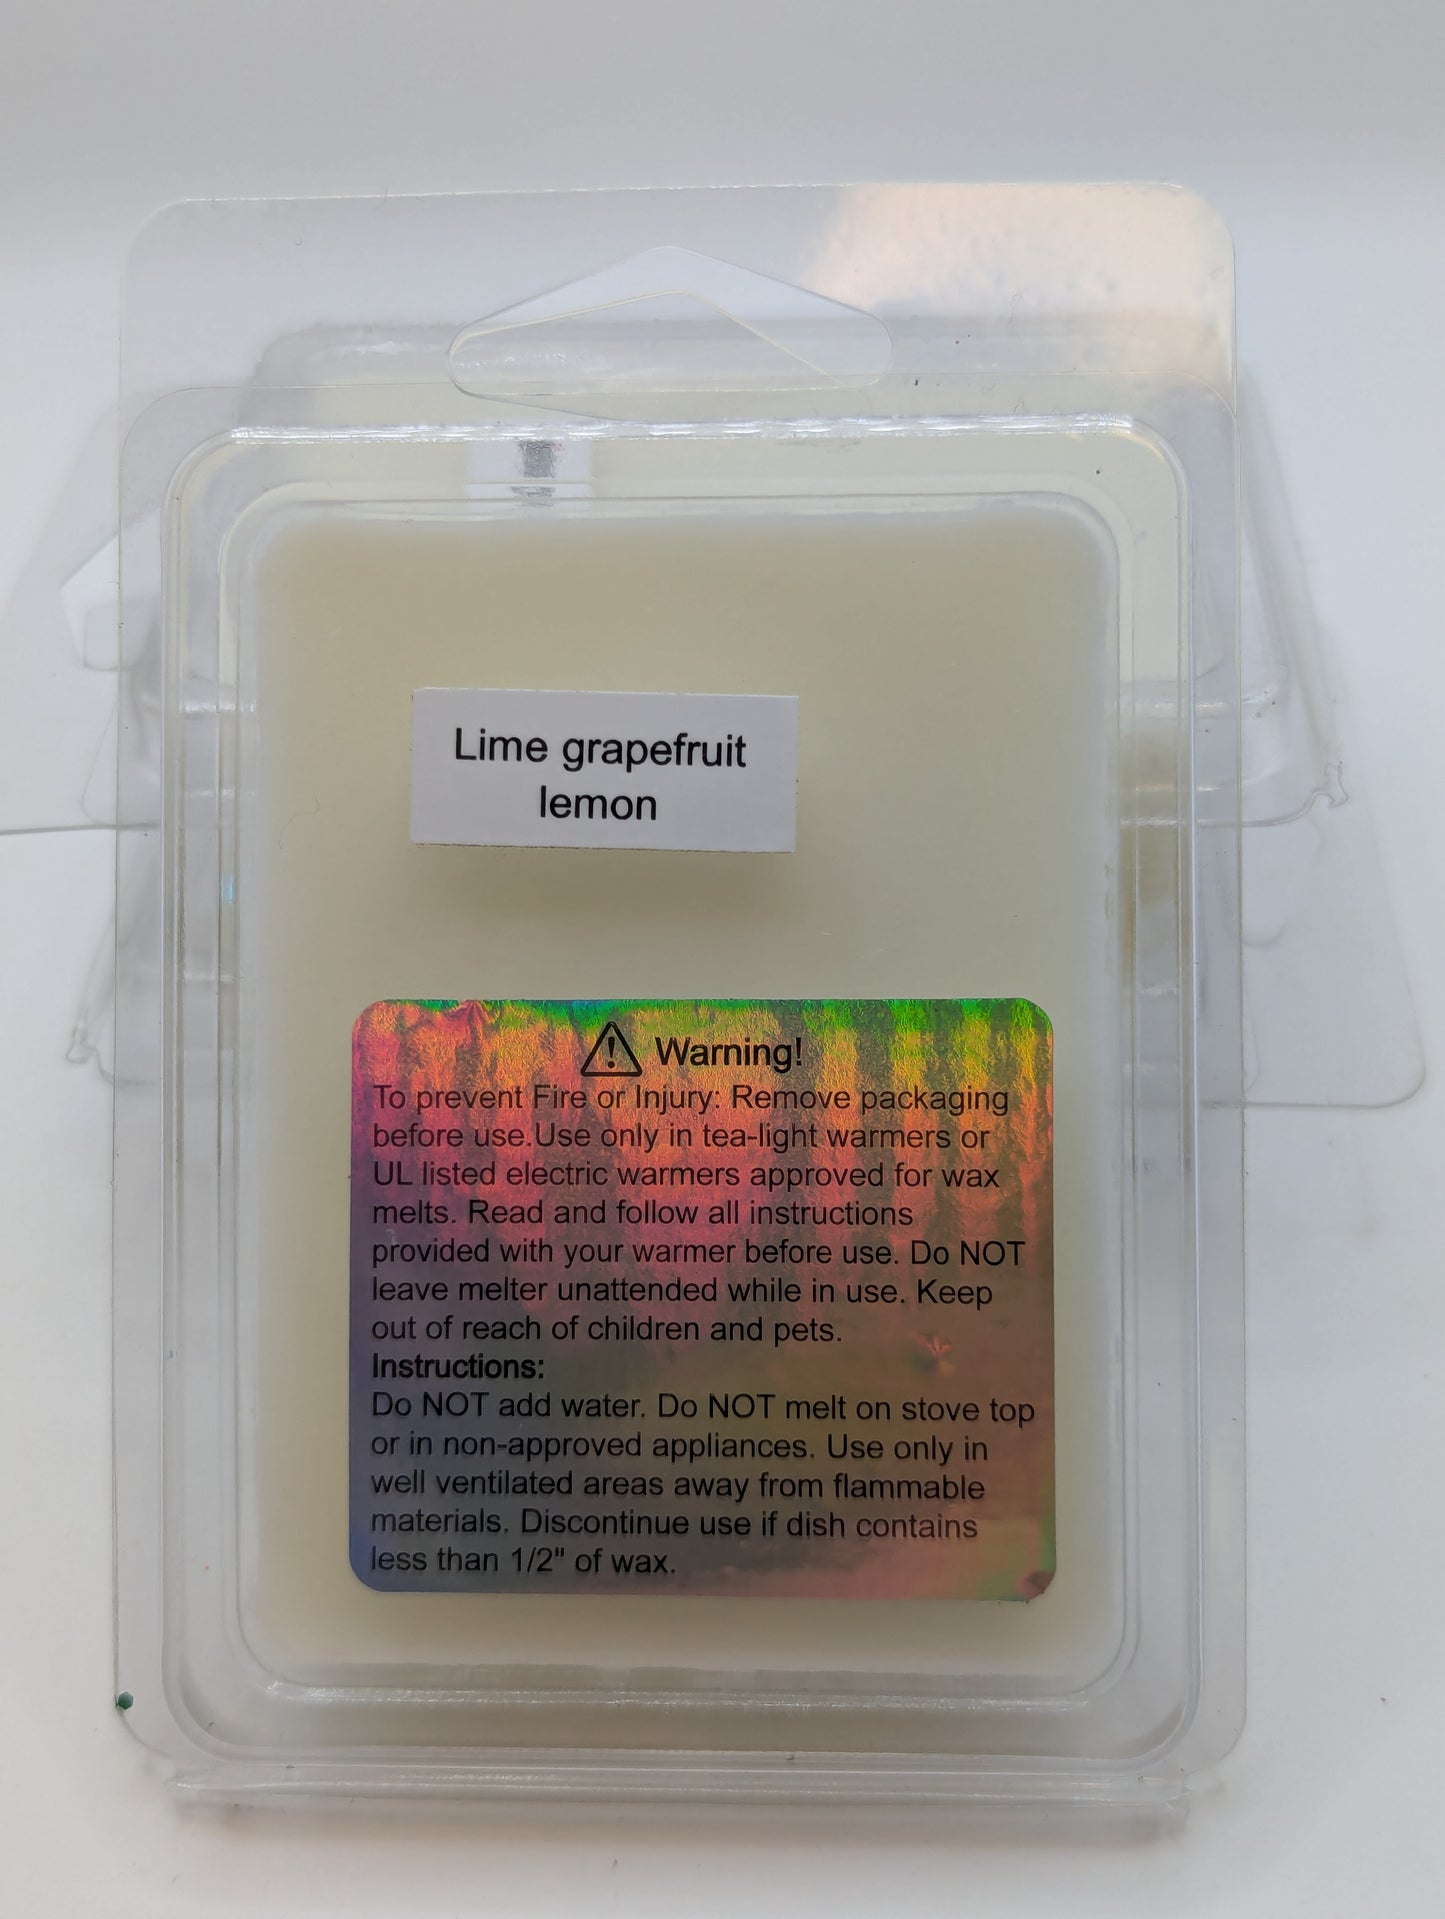 Lime grapefruit
lemon
Warning!
To prevent Fire or Injury: Remove packaging
before use.Use only in tea-light warmers or
UL listed electric warmers approved for wax
melts. Read and follow all instructions
provided with your warmer before use. Do NOT
leave melter unattended while in use. Keep
out of reach of children and pets.
Instructions:
Do NOT add water. Do NOT melt on stove top
or in non-approved appliances. Use only in
well ventilated areas away from flammable
materials. Discontinue use if dish contains
less than 1/2" of wax.